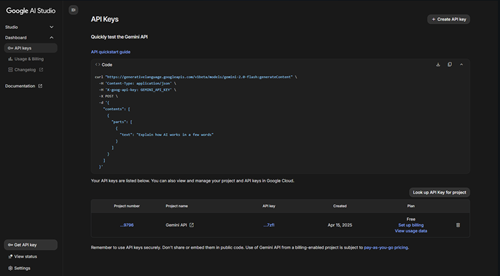 Google AI Studio
Studio
Dashboard
API keys
Usage & Billing
Changelog
Documentation
Get API key
View status
Settings
API Keys
Create API key
Quickly test the Gemini API
API quickstart guide
<> Code
curl "https://generativelanguage.googleapis.com/v1beta/models/gemini-2.0-flash:generateContent" \
-H 'Content-Type: application/json' \
-H 'X-goog-api-key: GEMINI_API_KEY' \
-X POST \
-d '{
"contents": [
{
"parts": [
{
"text": "Explain how AI works in a few words"
}
]
}
]
}'
Your API keys are listed below. You can also view and manage your project and API keys in Google Cloud.
Look up API Key for project
Project number Project name API key Created Plan
...6786 Gemini API ...7zft Apr 15, 2025 Free
Set up billing
View usage data
Remember to use API keys securely. Don't share or embed them in public code. Use of Gemini API from a billing-enabled project is subject to pay-as-you-go pricing.